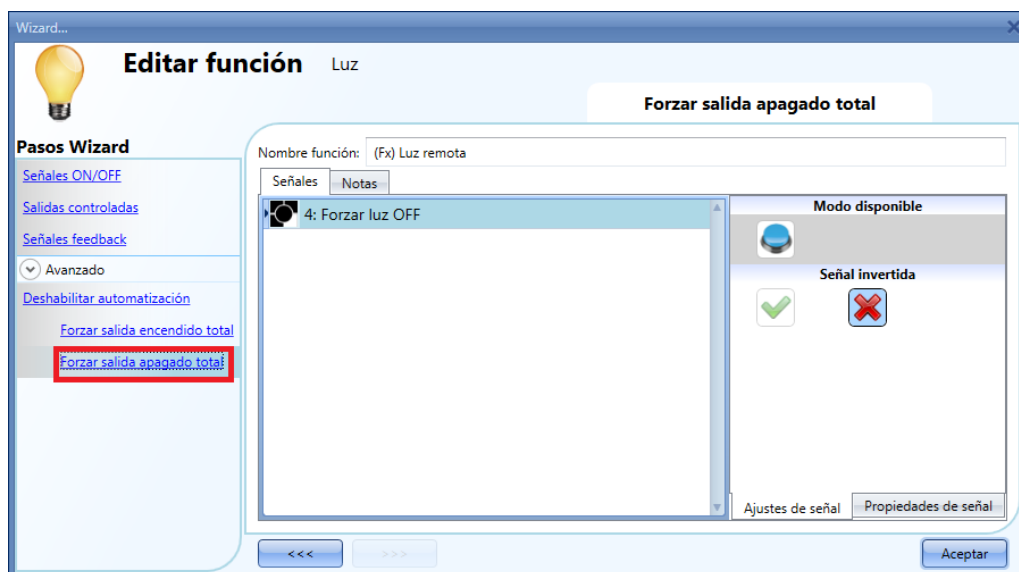 Wizard...
Editar función Luz
Forzar salida apagado total
Pasos Wizard
Señales ON/OFF
Salidas controladas
Señales feedback
Avanzado
Deshabilitar automatización
Forzar salida encendido total
Forzar salida apagado total
Nombre función: (Fx) Luz remota
Señales Notas
4: Forzar luz OFF
Modo disponible
Señal invertida
Ajustes de señal Propiedades de señal
<<< >>> Aceptar